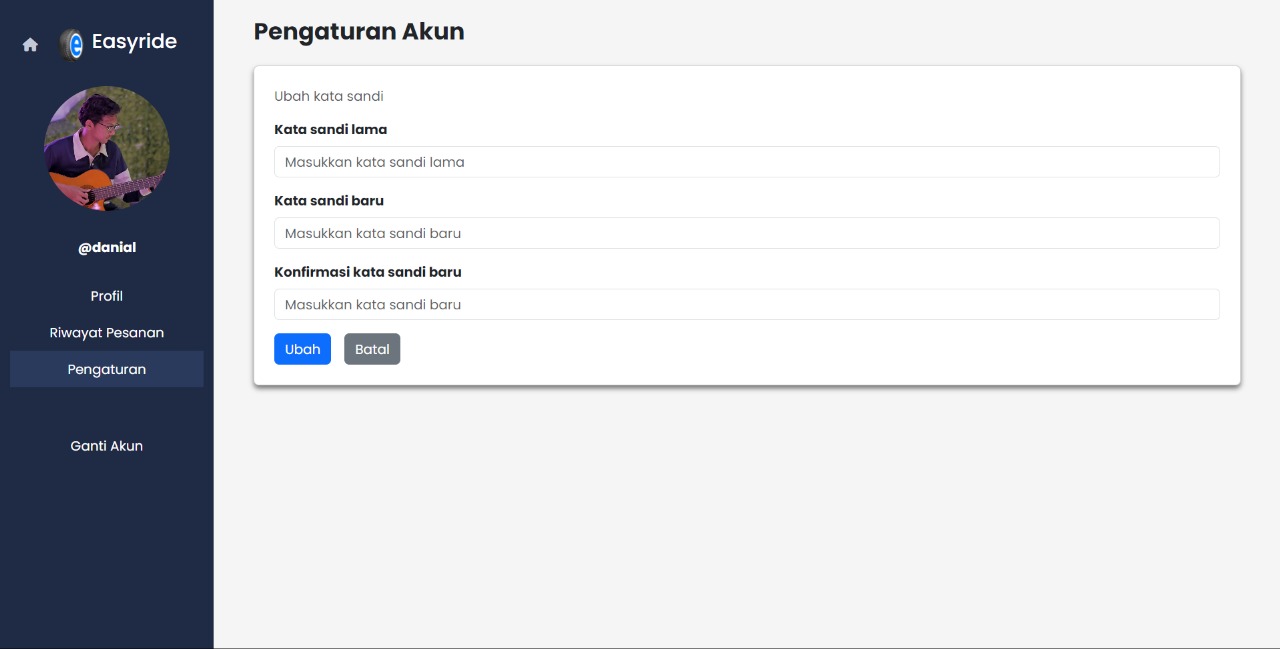 Easyride
@danial
Profil
Riwayat Pesanan
Pengaturan
Ganti Akun
Pengaturan Akun
Ubah kata sandi
Kata sandi lama
Masukkan kata sandi lama
Kata sandi baru
Masukkan kata sandi baru
Konfirmasi kata sandi baru
Masukkan kata sandi baru
Ubah Batal